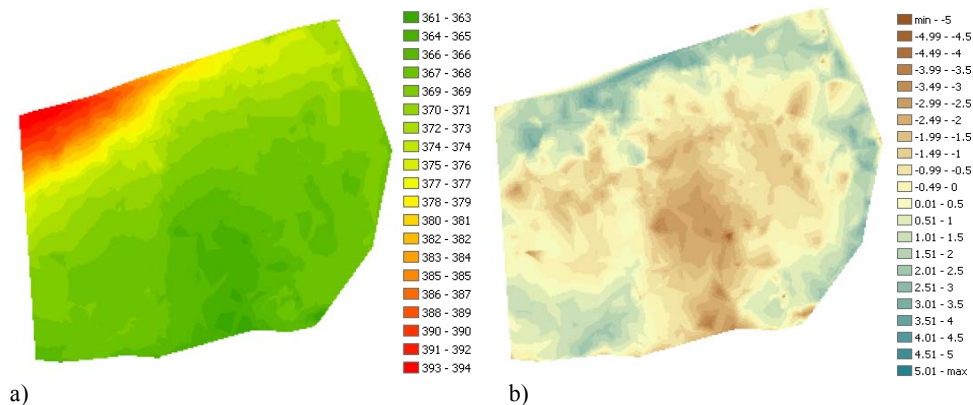 361 - 363
364 - 365
366 - 366
367 - 368
369 - 369
370 - 371
372 - 373
374 - 374
375 - 376
377 - 377
378 - 379
380 - 381
382 - 382
383 - 384
385 - 385
386 - 387
388 - 389
390 - 390
391 - 392
393 - 394
a)
min - -5
-4.99 - -4.5
-4.49 - -4
-3.99 - -3.5
-3.49 - -3
-2.99 - -2.5
-2.49 - -2
-1.99 - -1.5
-1.49 - -1
-0.99 - -0.5
-0.49 - 0
0.01 - 0.5
0.51 - 1
1.01 - 1.5
1.51 - 2
2.01 - 2.5
2.51 - 3
3.01 - 3.5
3.51 - 4
4.01 - 4.5
4.51 - 5
5.01 - max
b)